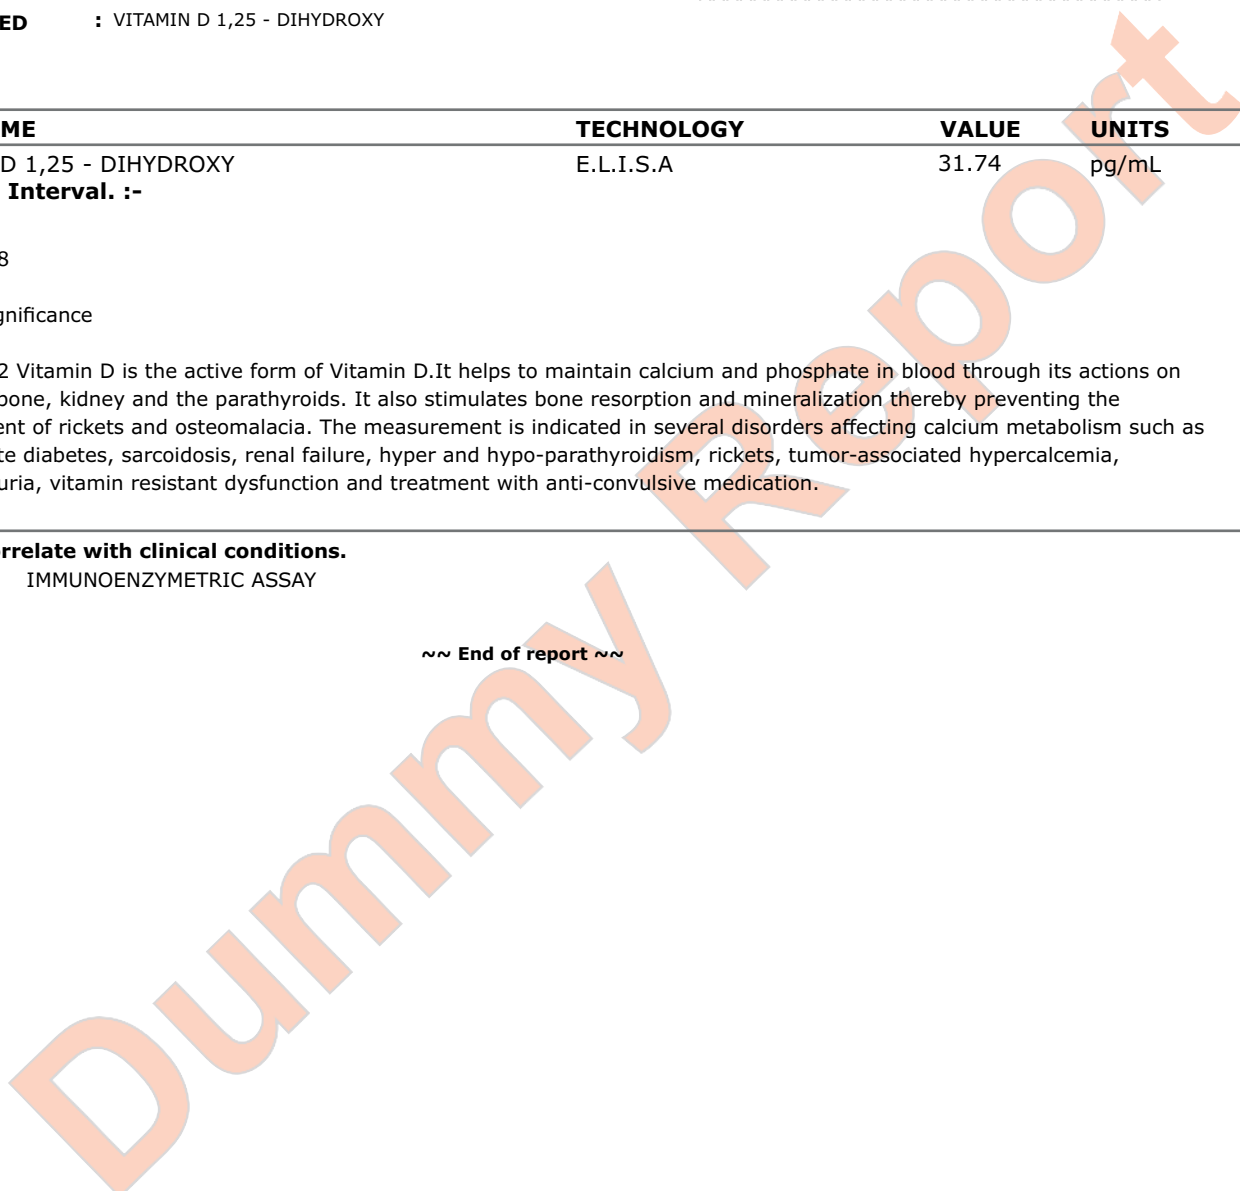 ED : VITAMIN D 1,25 - DIHYDROXY
ME TECHNOLOGY VALUE UNITS
D 1,25 - DIHYDROXY E.L.I.S.A 31.74 pg/mL
Interval. :-
8
gnificance
2 Vitamin D is the active form of Vitamin D.It helps to maintain calcium and phosphate in blood through its actions on
bone, kidney and the parathyroids. It also stimulates bone resorption and mineralization thereby preventing the
ent of rickets and osteomalacia. The measurement is indicated in several disorders affecting calcium metabolism such as
te diabetes, sarcoidosis, renal failure, hyper and hypo-parathyroidism, rickets, tumor-associated hypercalcemia,
uria, vitamin resistant dysfunction and treatment with anti-convulsive medication.
orrelate with clinical conditions.
IMMUNOENZYMETRIC ASSAY
~~ End of report ~~
Dummy Report